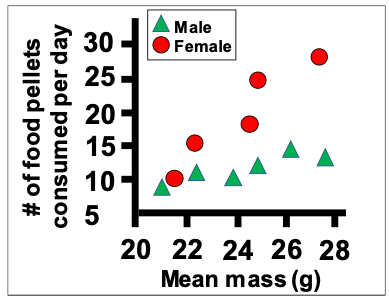 Male
Female
# of food pellets
consumed per day
30
25
20
15
10
5
20 22 24 26 28
Mean mass (g)